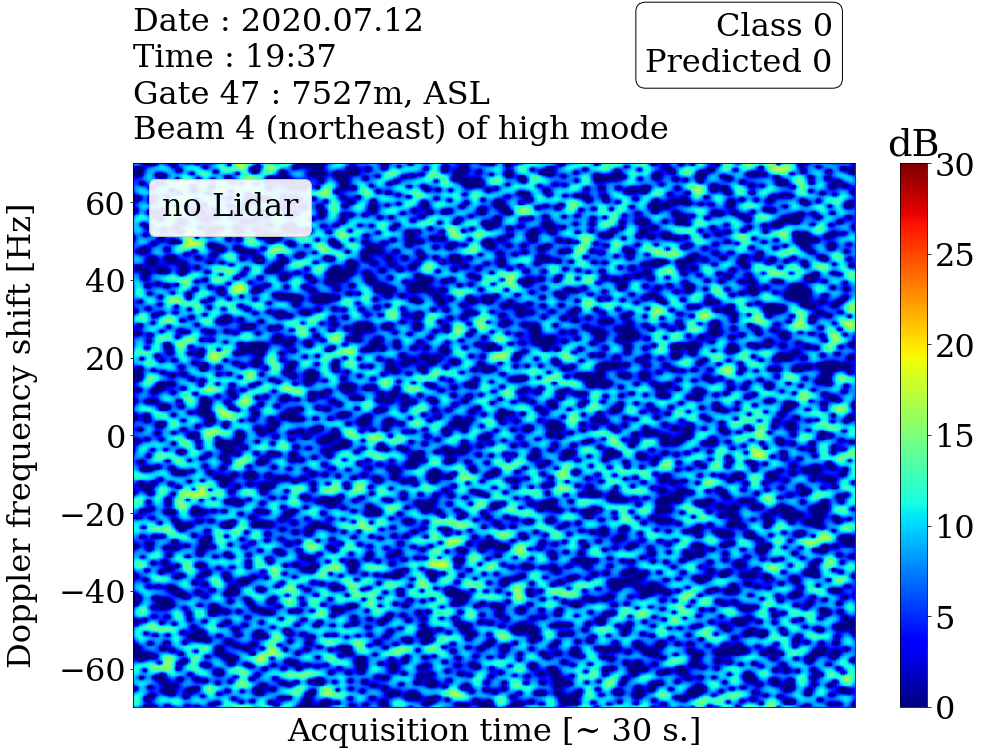 Date : 2020.07.12
Time : 19:37
Gate 47 : 7527m, ASL
Beam 4 (northeast) of high mode
Class 0
Predicted 0
dB
no Lidar
Doppler frequency shift [Hz]
60
40
20
0
−20
−40
−60
Acquisition time [~ 30 s.]
30
25
20
15
10
5
0